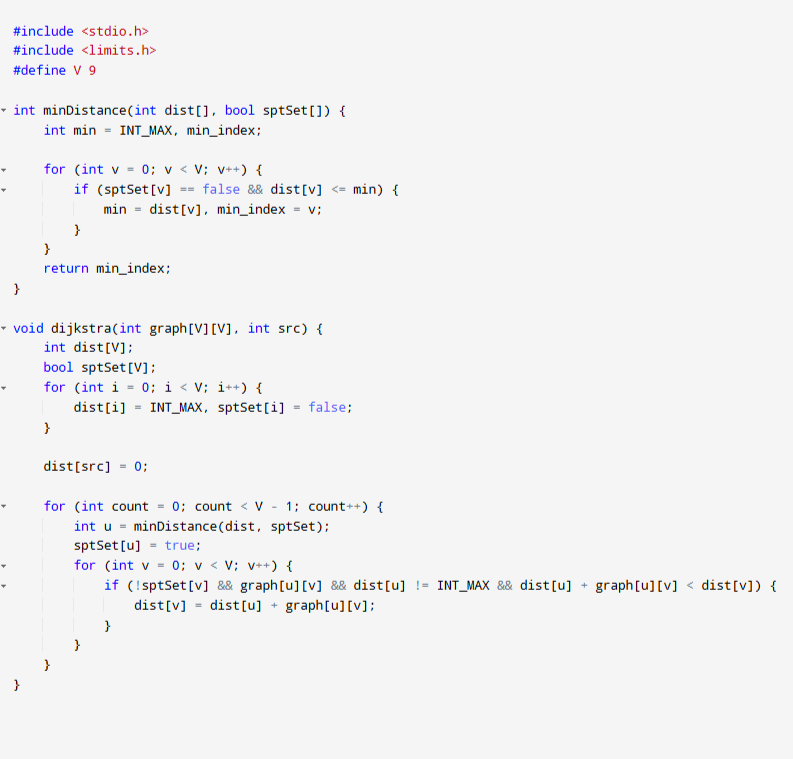 #include <stdio.h>
#include <limits.h>
#define V 9
int minDistance(int dist[], bool sptSet[]) {
    int min = INT_MAX, min_index;
    for (int v = 0; v < V; v++) {
        if (sptSet[v] == false && dist[v] <= min) {
            min = dist[v], min_index = v;
        }
    }
    return min_index;
}
void dijkstra(int graph[V][V], int src) {
    int dist[V];
    bool sptSet[V];
    for (int i = 0; i < V; i++) {
        dist[i] = INT_MAX, sptSet[i] = false;
    }
    dist[src] = 0;
    for (int count = 0; count < V - 1; count++) {
        int u = minDistance(dist, sptSet);
        sptSet[u] = true;
        for (int v = 0; v < V; v++) {
            if (!sptSet[v] && graph[u][v] && dist[u] != INT_MAX && dist[u] + graph[u][v] < dist[v]) {
                dist[v] = dist[u] + graph[u][v];
            }
        }
    }
}